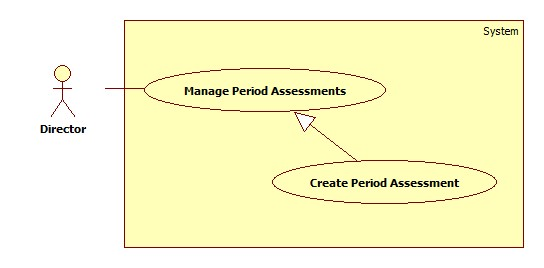 System
Manage Period Assessments
Director
Create Period Assessment